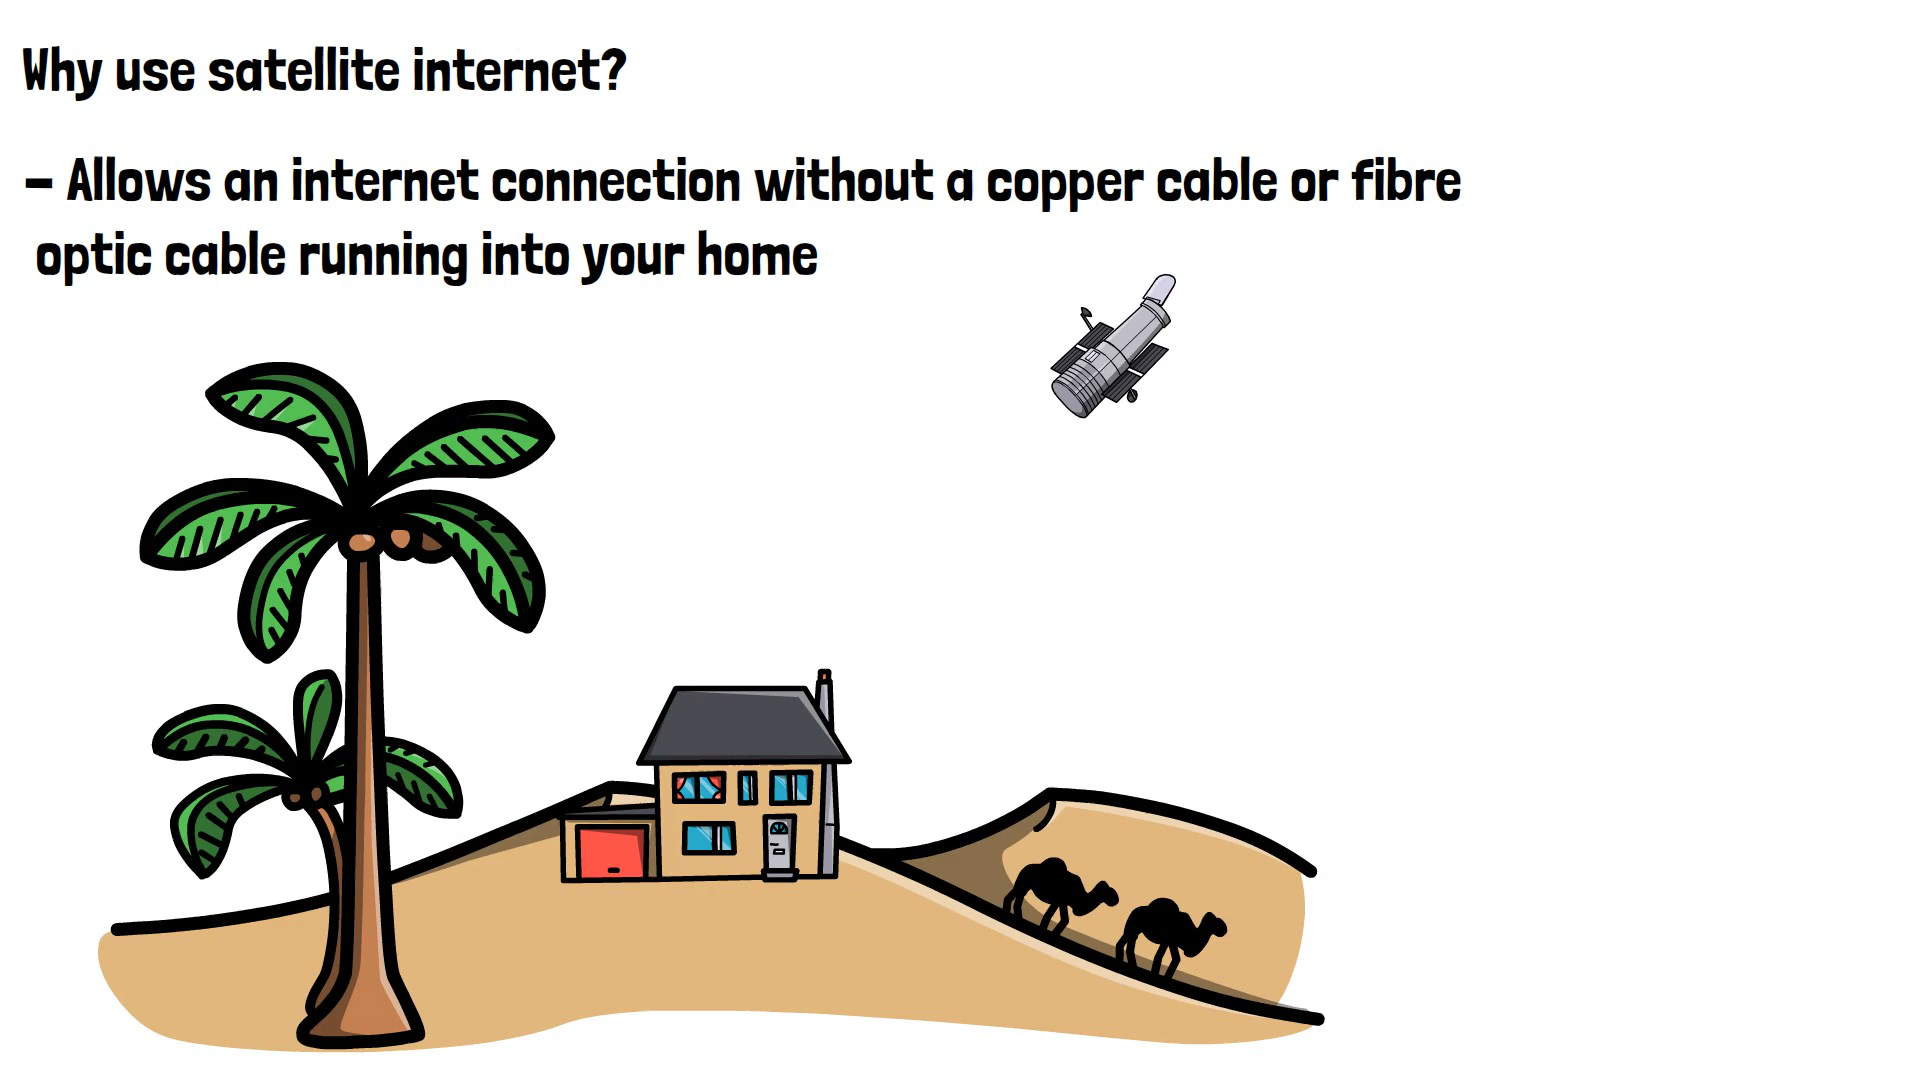 Why use satellite internet?
- Allows an internet connection without a copper cable or fibre
optic cable running into your home